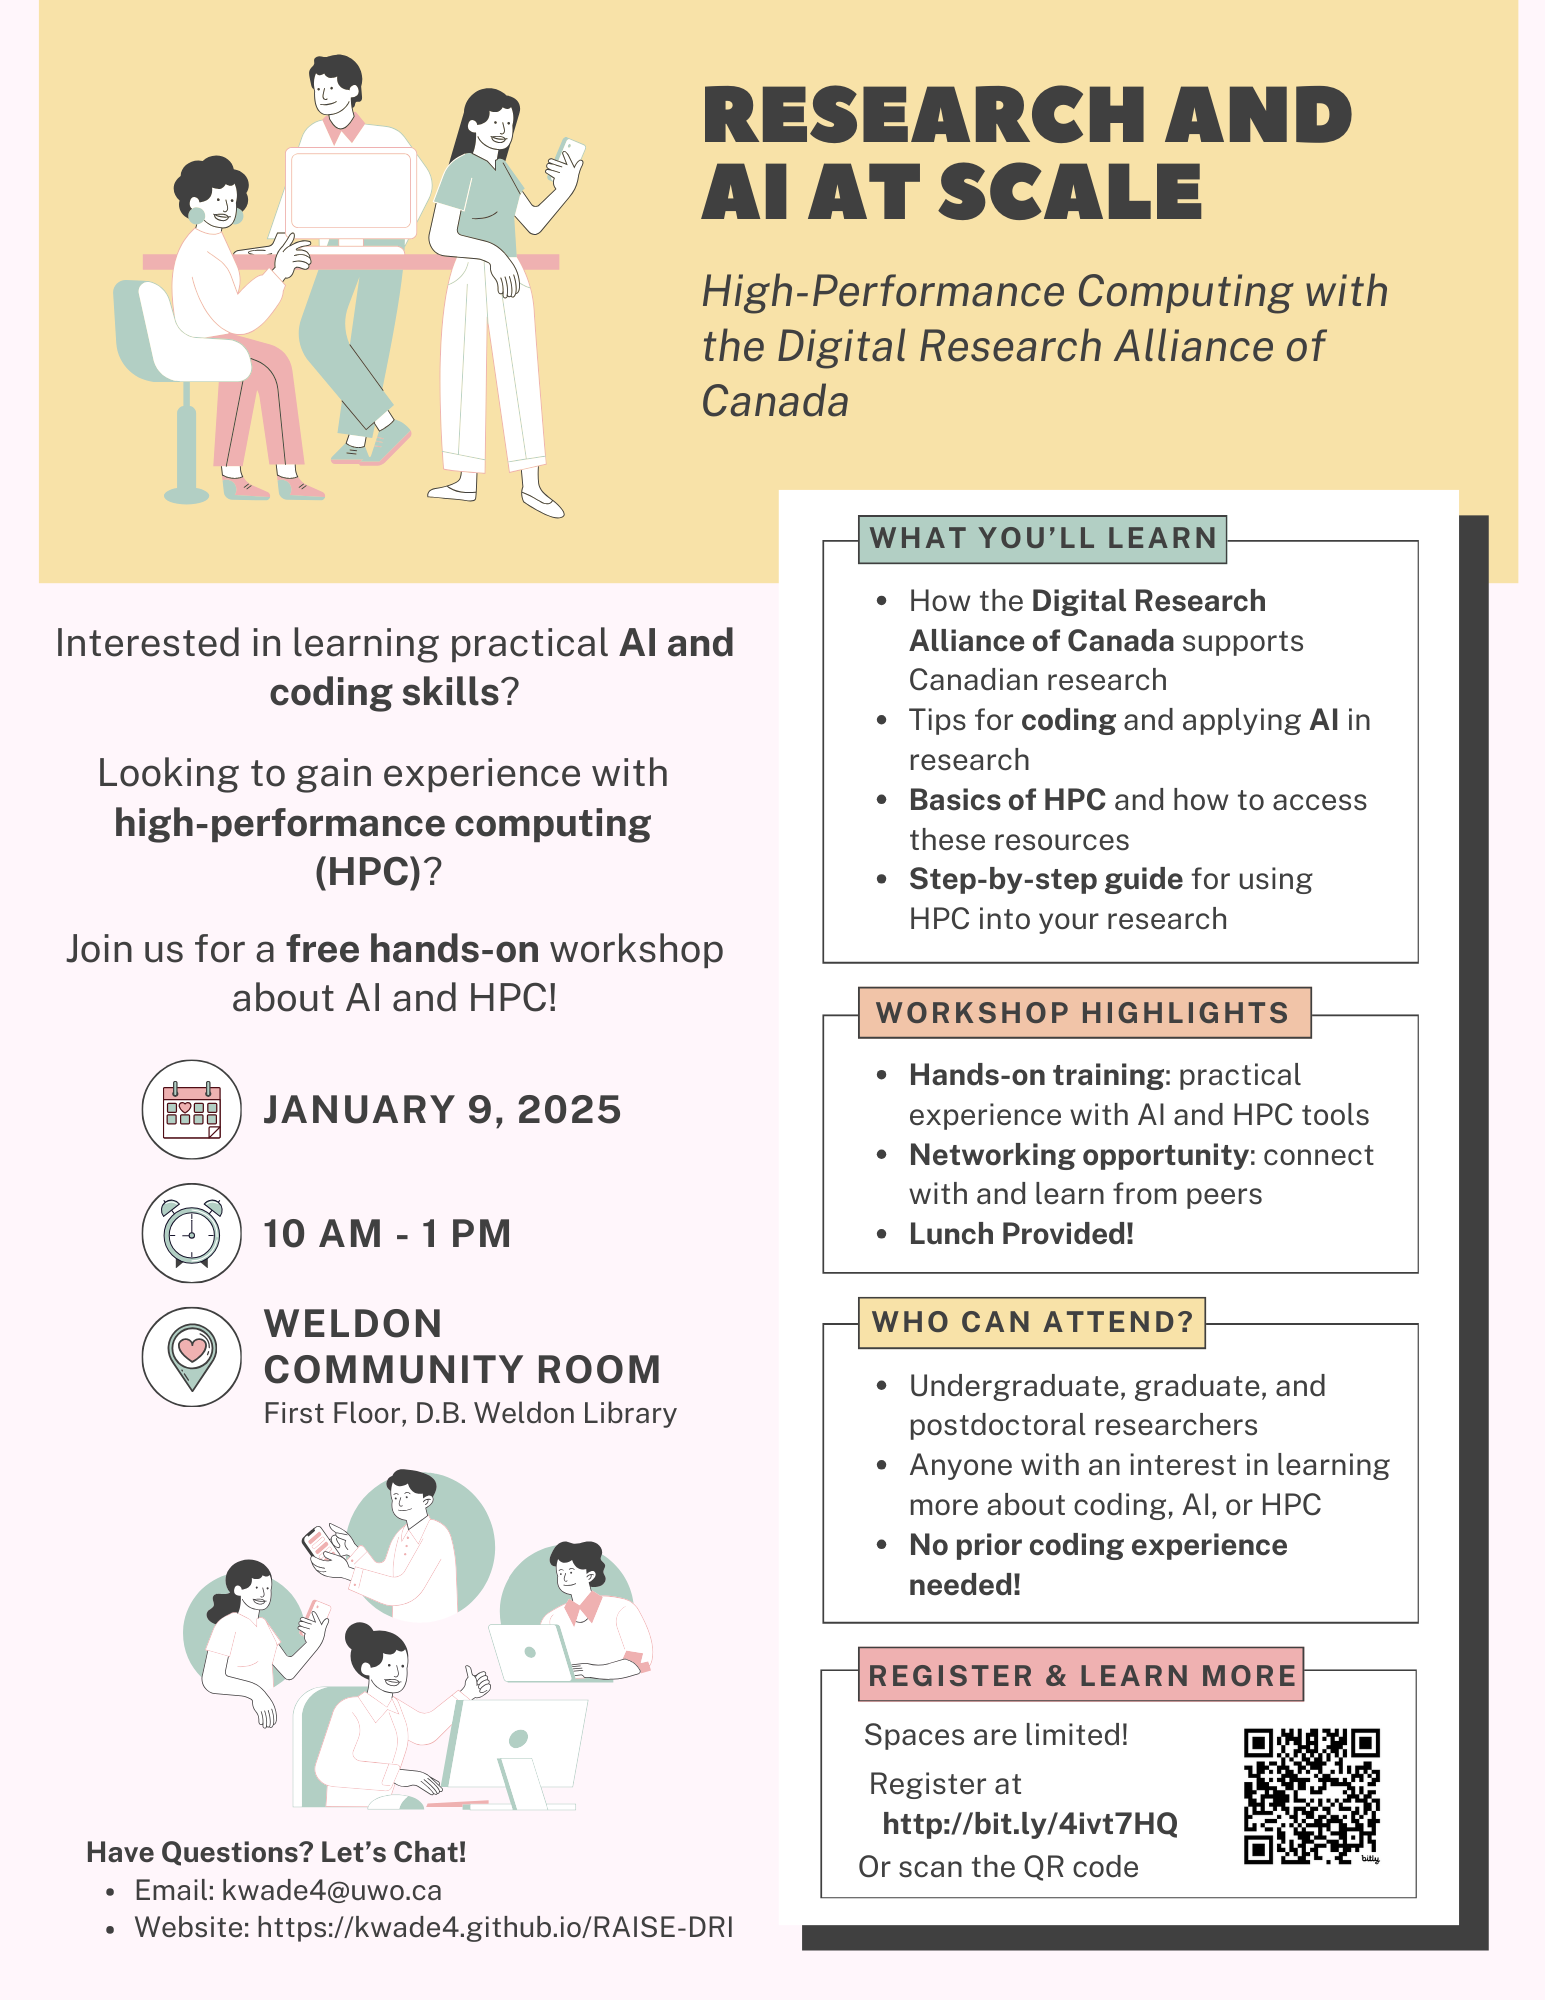 RESEARCH AND
AI AT SCALE
High-Performance Computing with
the Digital Research Alliance of
Canada
Interested in learning practical AI and
coding skills?
Looking to gain experience with
high-performance computing
(HPC)?
Join us for a free hands-on workshop
about AI and HPC!
JANUARY 9, 2025
10 AM - 1 PM
WELDON
COMMUNITY ROOM
First Floor, D.B. Weldon Library
Have Questions? Let’s Chat!
• Email: kwade4@uwo.ca
• Website: https://kwade4.github.io/RAISE-DRI
WHAT YOU’LL LEARN
• How the Digital Research
Alliance of Canada supports
Canadian research
• Tips for coding and applying AI in
research
• Basics of HPC and how to access
these resources
• Step-by-step guide for using
HPC into your research
WORKSHOP HIGHLIGHTS
• Hands-on training: practical
experience with AI and HPC tools
• Networking opportunity: connect
with and learn from peers
• Lunch Provided!
WHO CAN ATTEND?
• Undergraduate, graduate, and
postdoctoral researchers
• Anyone with an interest in learning
more about coding, AI, or HPC
• No prior coding experience
needed!
REGISTER & LEARN MORE
Spaces are limited!
Register at
http://bit.ly/4ivt7HQ
Or scan the QR code
bitly